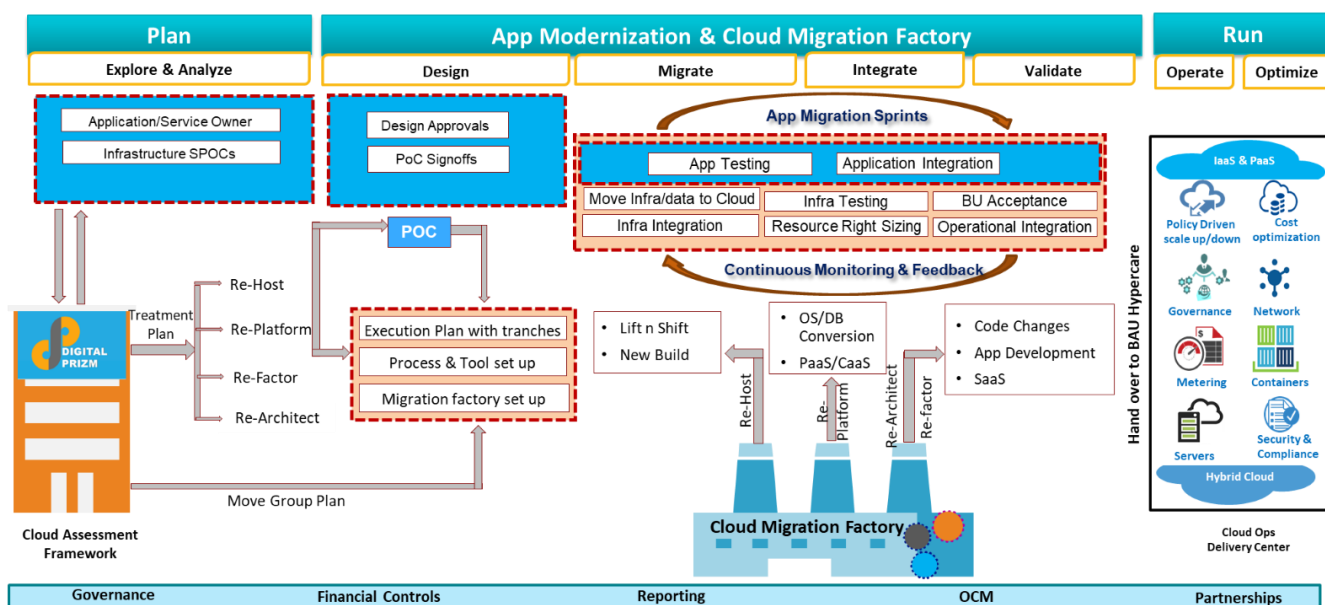 Plan
App Modernization & Cloud Migration Factory
Run
Explore & Analyze
Design
Migrate
Integrate
Validate
Operate
Optimize
Application/Service Owner
Infrastructure SPOCs
Design Approvals
PoC Signoffs
App Migration Sprints
App Testing
Application Integration
Move Infra/data to Cloud
Infra Testing
BU Acceptance
Infra Integration
Resource Right Sizing
Operational Integration
Continuous Monitoring & Feedback
POC
DIGITAL
PRIZM
Treatment
Plan
Re-Host
Re-Platform
Re-Factor
Re-Architect
Execution Plan with tranches
Process & Tool set up
Migration factory set up
Move Group Plan
Cloud Assessment
Framework
• Lift n Shift
• New Build
• OS/DB
Conversion
• PaaS/CaaS
• Code Changes
• App Development
• SaaS
Re-Host
Re-
Platform
Re-Architect
Re-factor
Cloud Migration Factory
Hand over to BAU Hypercare
IaaS & PaaS
Policy Driven
scale up/down
Cost
optimization
Governance
Network
Metering
Containers
Servers
Security &
Compliance
Hybrid Cloud
Cloud Ops
Delivery Center
Governance
Financial Controls
Reporting
OCM
Partnerships